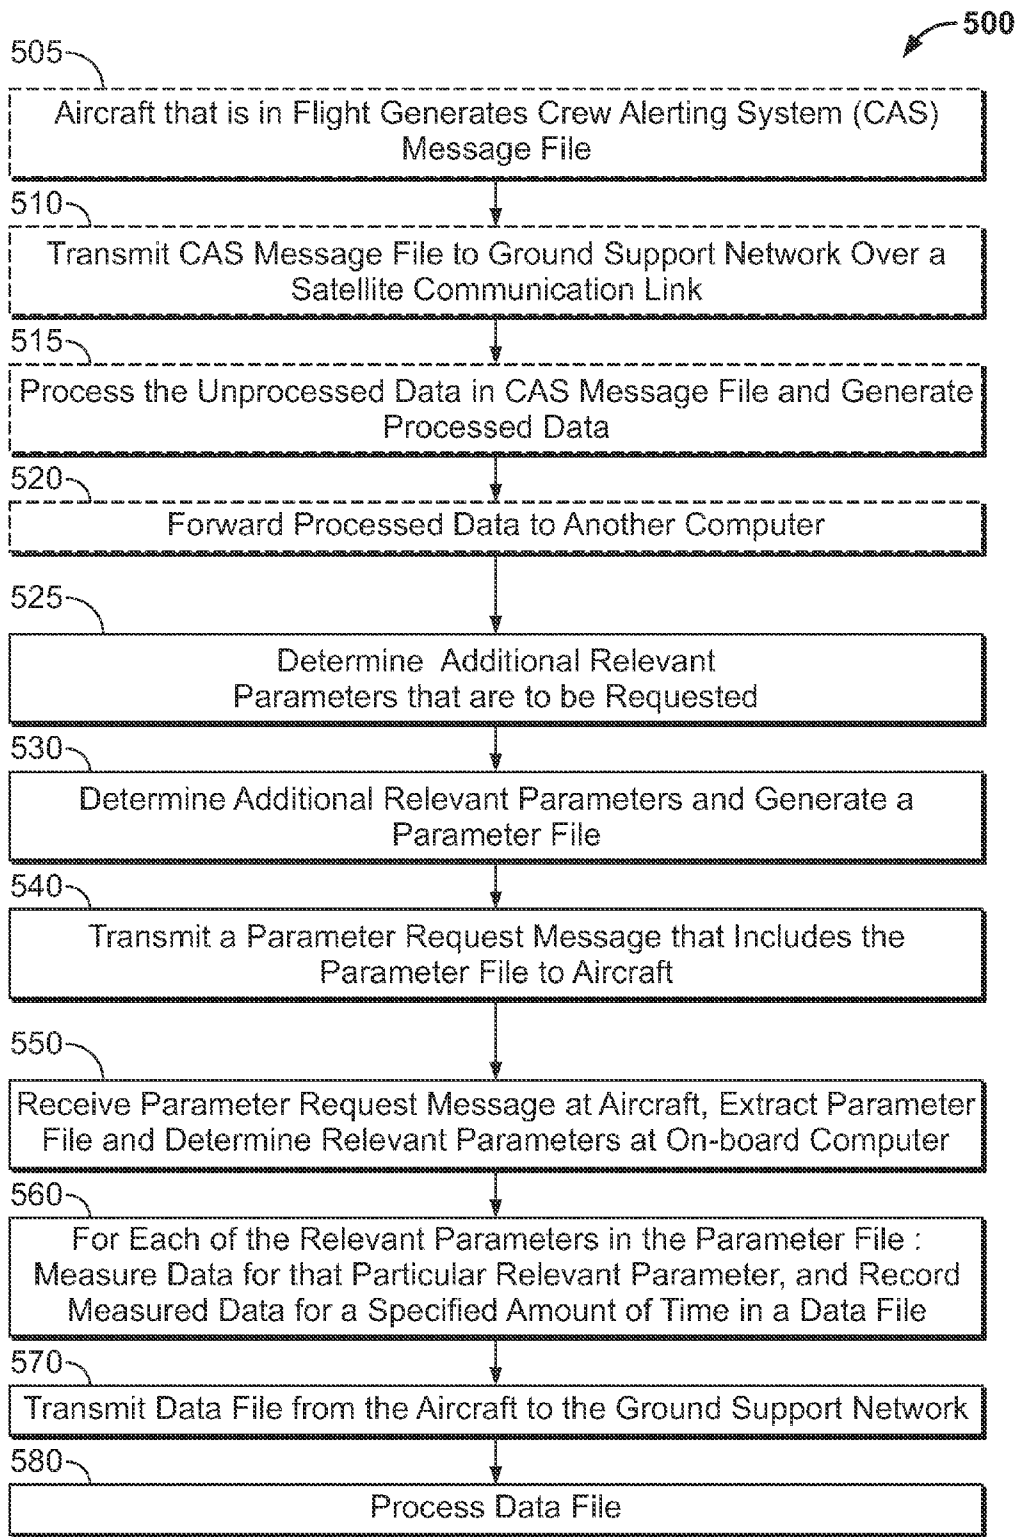 500
505
Aircraft that is in Flight Generates Crew Alerting System (CAS)
Message File
510
Transmit CAS Message File to Ground Support Network Over a
Satellite Communication Link
515
Process the Unprocessed Data in CAS Message File and Generate
Processed Data
520
Forward Processed Data to Another Computer
525
Determine Additional Relevant
Parameters that are to be Requested
530
Determine Additional Relevant Parameters and Generate a
Parameter File
540
Transmit a Parameter Request Message that Includes the
Parameter File to Aircraft
550
Receive Parameter Request Message at Aircraft, Extract Parameter
File and Determine Relevant Parameters at On-board Computer
560
For Each of the Relevant Parameters in the Parameter File :
Measure Data for that Particular Relevant Parameter, and Record
Measured Data for a Specified Amount of Time in a Data File
570
Transmit Data File from the Aircraft to the Ground Support Network
580
Process Data File